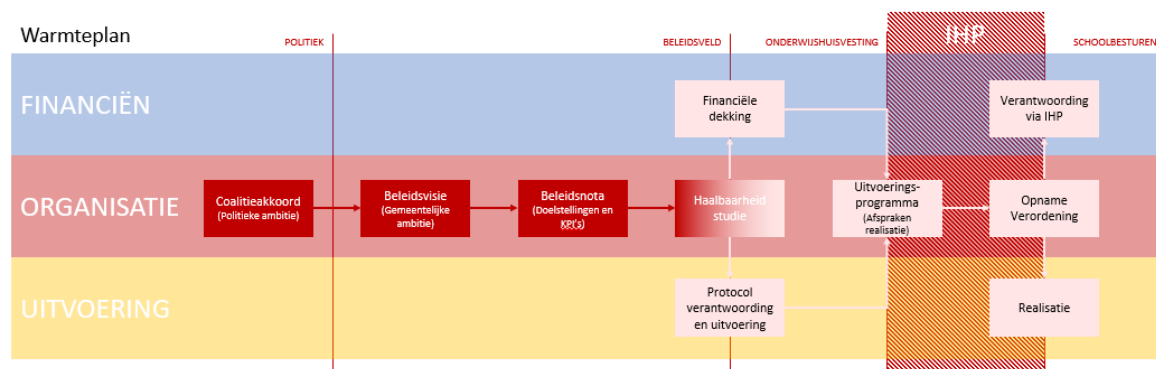 Warmteplan
POLITIEK
BELEIDSVELD
ONDERWIJSHUISVESTING
IHP
SCHOOLBESTUREN
FINANCIËN
Financiële
dekking
Verantwoording
via IHP
ORGANISATIE
Coalitieakkoord
(Politieke ambitie)
Beleidsvisie
(Gemeentelijke
ambitie)
Beleidsnota
(Doelstellingen en
KPI's)
Haalbaarheid
studie
Uitvoerings-
programma
(Afspraken
realisatie)
Opname
Verordening
UITVOERING
Protocol
verantwoording
en uitvoering
Realisatie